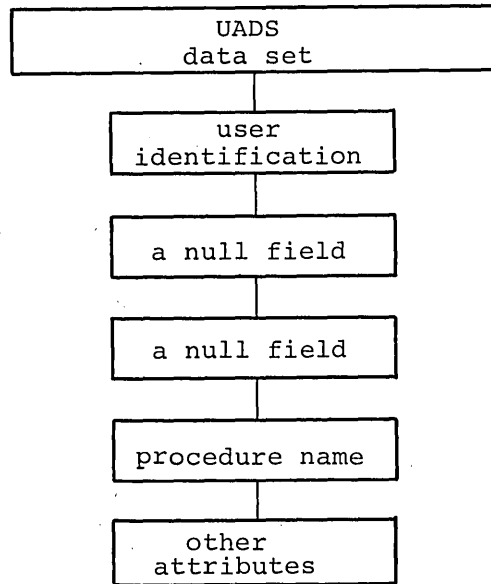 UADS
data set
user
identification
a null field
a null field
procedure name
other
attributes